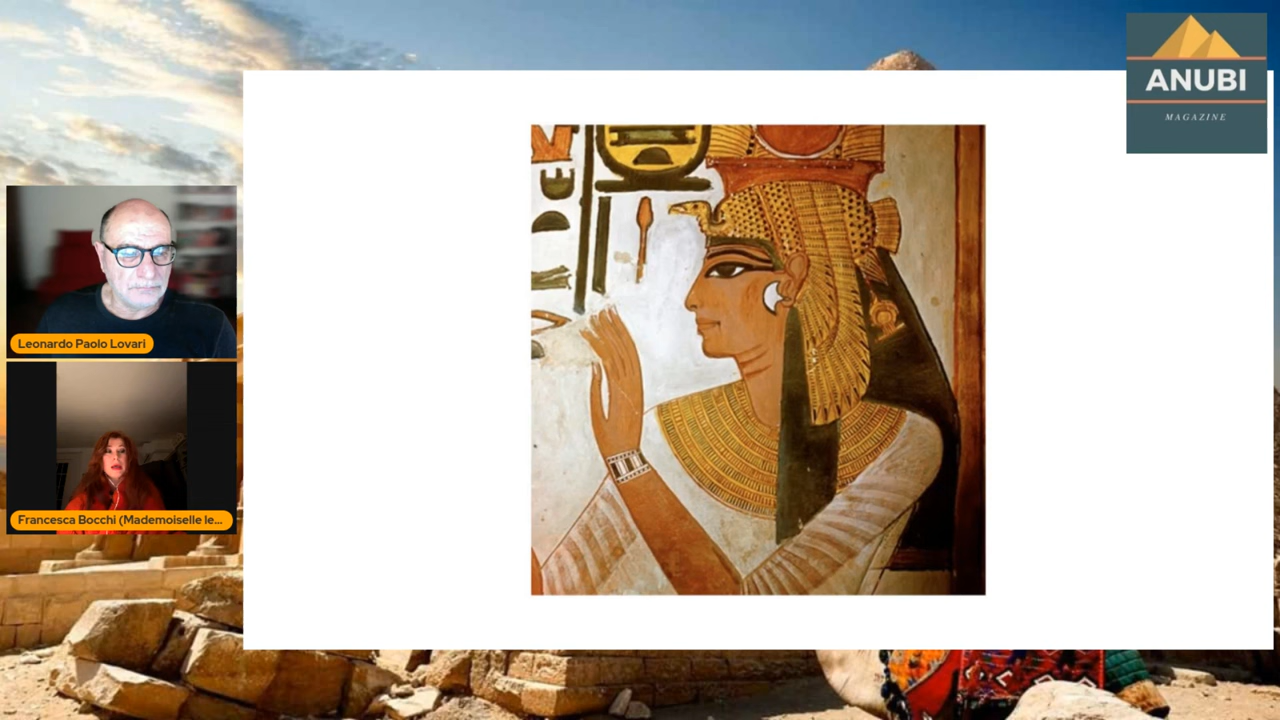 ANUBI
MAGAZINE
Leonardo Paolo Lovari
Francesca Bocchi (Mademoiselle le...